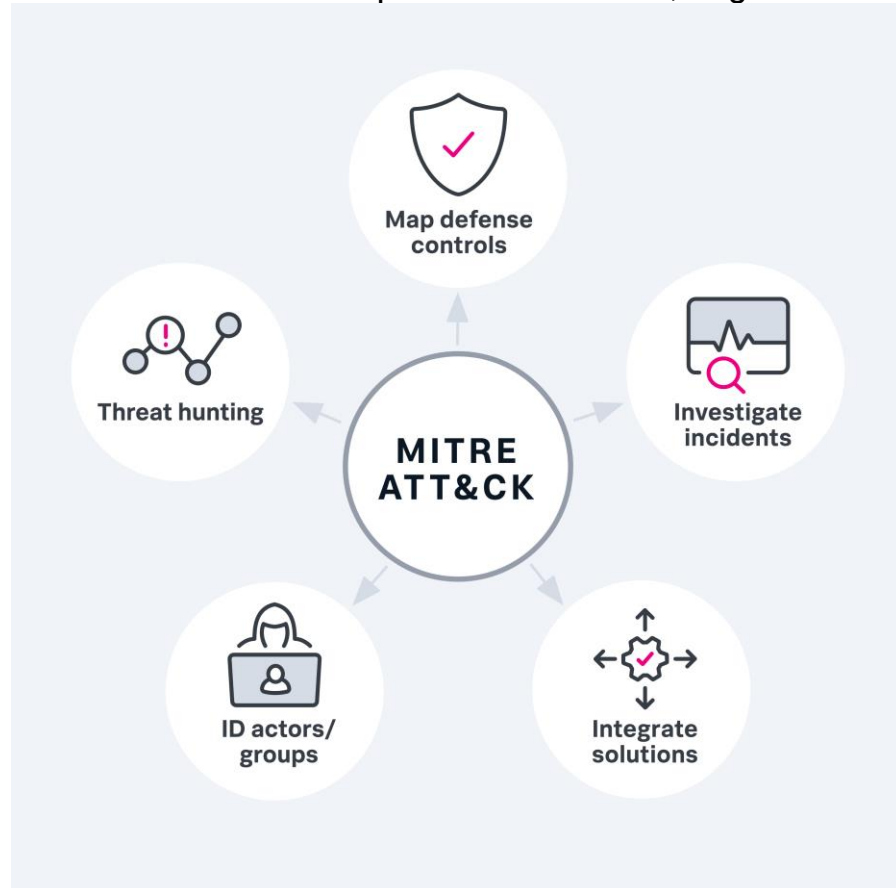 Map defense
controls
Threat hunting
Investigate
incidents
MITRE
ATT&CK
ID actors/
groups
Integrate
solutions